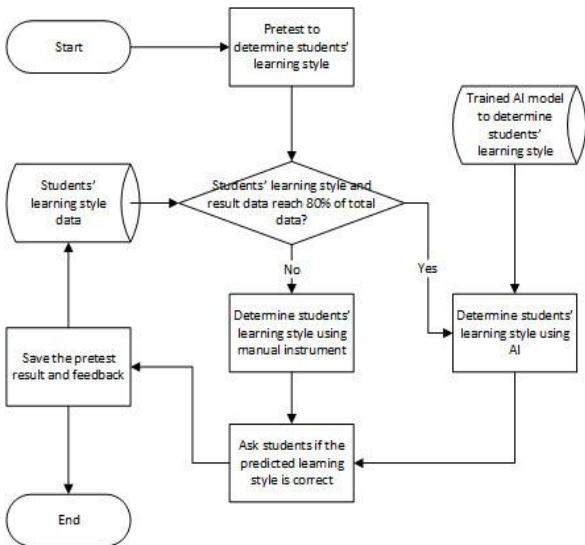 Start
Pretest to
determine students'
learning style
Trained AI model
to determine
students'
learning style
Students'
learning style
data
Students' learning style and
result data reach 80% of total
data?
No
Yes
Determine students'
learning style using
manual instrument
Determine students'
learning style using
AI
Save the pretest
result and feedback
Ask students if the
predicted learning
style is correct
End